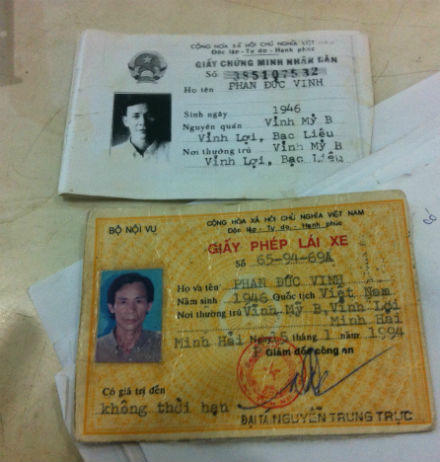 CỘNG HÒA XÃ HỘI CHỦ NGHĨA VIỆT
Độc lập - Tự do - Hạnh phúc
GIẤY CHỨNG MINH NHÂN DÂN
Số 385107532
Họ tên PHAN ĐỨC VINH
Sinh ngày 1946
Nguyên quán Vĩnh Mỹ B
Vĩnh Lợi, Bạc Liêu
Nơi thường trú Vĩnh Mỹ B
Vĩnh Lợi, Bạc Liêu
BỘ NỘI VỤ
CỘNG HÒA XÃ HỘI CHỦ NGHĨA VIỆT NAM
Độc lập - Tự do - Hạnh phúc
GIẤY PHÉP LÁI XE
Số 65-94-69A
Họ và tên PHAN ĐỨC VINH
Năm sinh 1946 Quốc tịch Việt Nam
Nơi thường trú Vĩnh Mỹ B, Vĩnh Lợi
Minh Hải
Minh Hải Ngày 5 tháng 1 năm 1994
Giám đốc công an
Có giá trị đến
không thời hạn
ĐẠI TÁ NGUYỄN TRUNG TRỰC